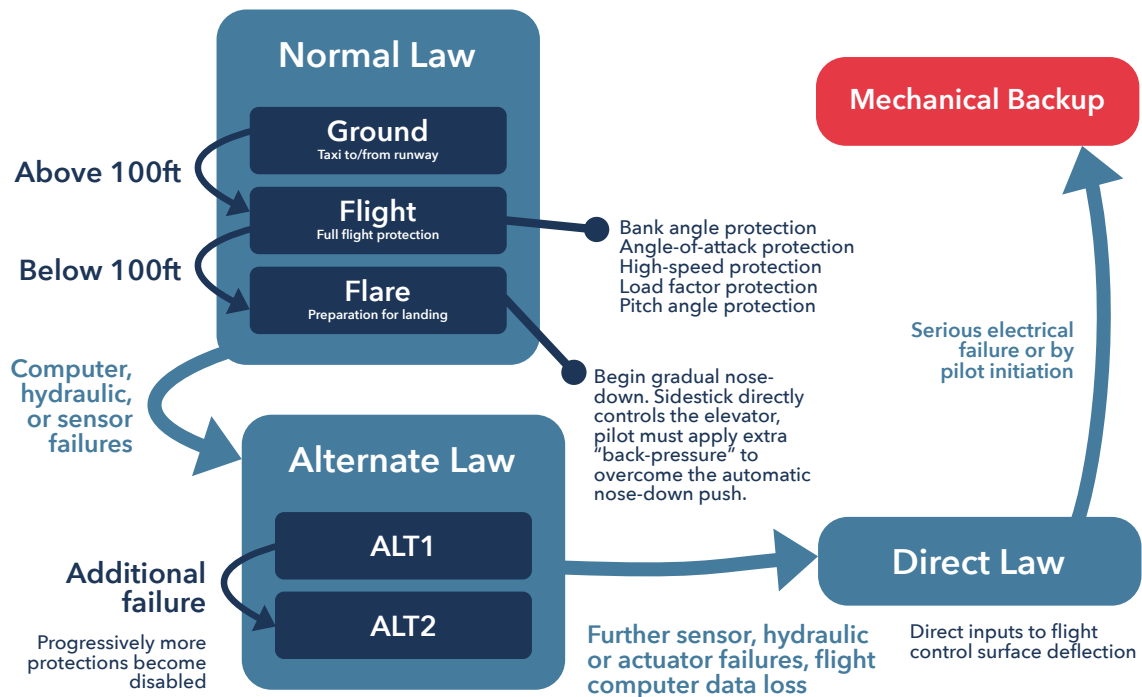 Normal Law
Ground
Taxi to/from runway
Above 100ft
Flight
Full flight protection
Below 100ft
Flare
Preparation for landing
Bank angle protection
Angle-of-attack protection
High-speed protection
Load factor protection
Pitch angle protection
Begin gradual nose-
down. Sidestick directly
controls the elevator,
pilot must apply extra
“back-pressure” to
overcome the automatic
nose-down push.
Computer,
hydraulic,
or sensor
failures
Alternate Law
ALT1
Additional
failure
ALT2
Progressively more
protections become
disabled
Further sensor, hydraulic
or actuator failures, flight
computer data loss
Direct Law
Direct inputs to flight
control surface deflection
Serious electrical
failure or by
pilot initiation
Mechanical Backup